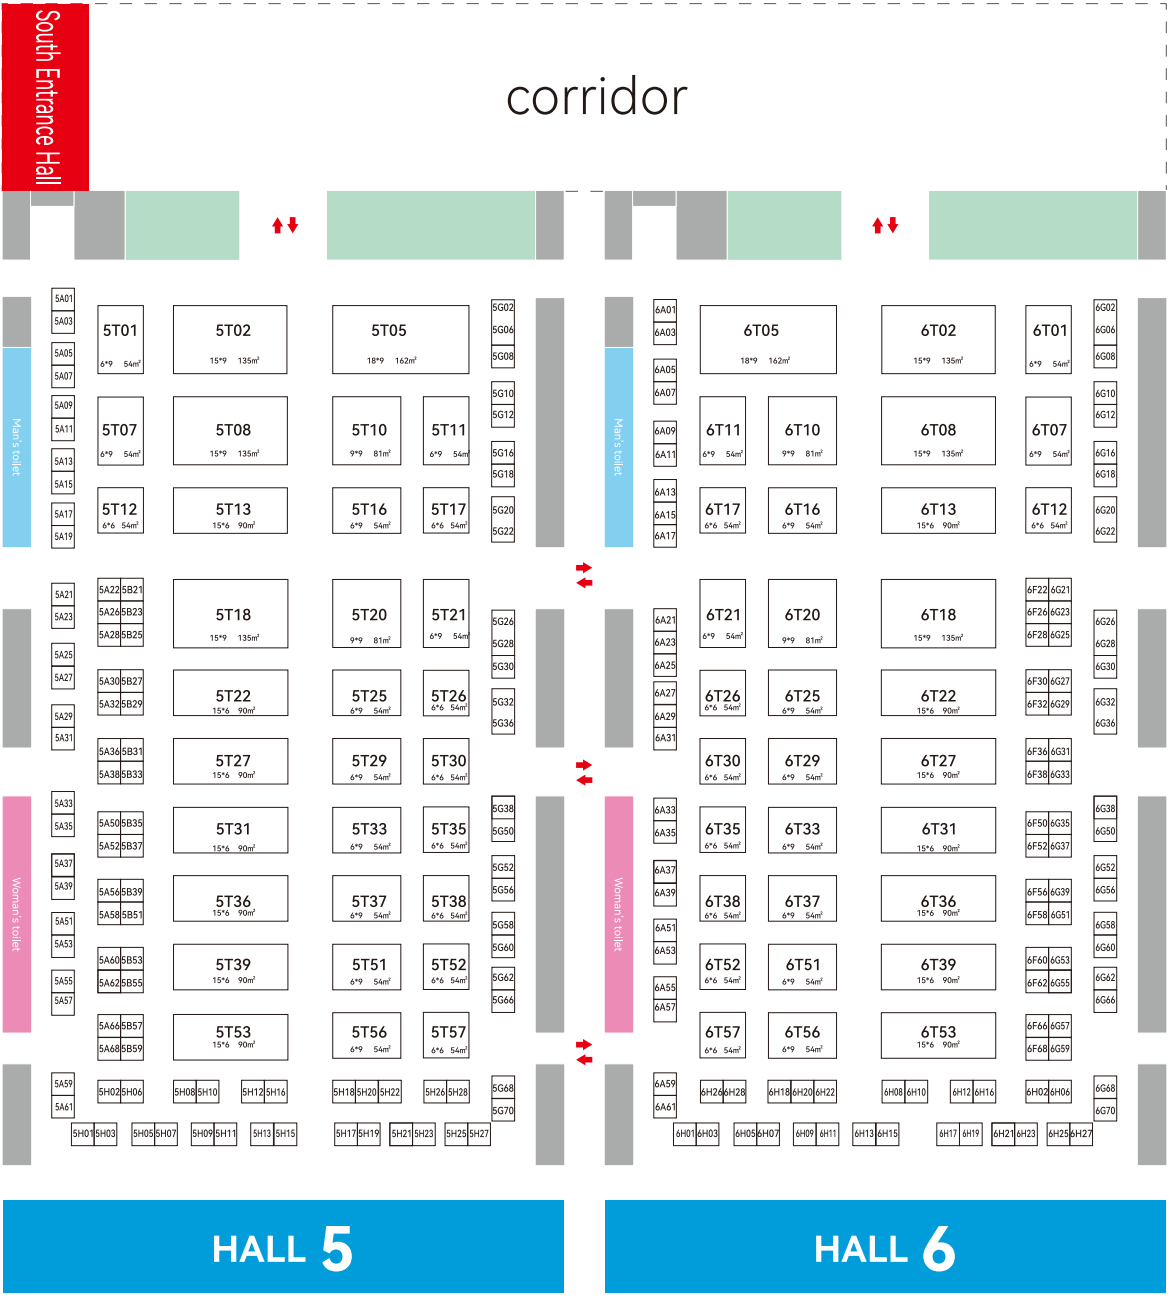 South Entrance Hall
corridor
5A01
5A03
5A05
5A07
5A09
5A11
5A13
5A15
5A17
5A19
5A21
5A23
5A25
5A27
5A29
5A31
5A33
5A35
5A37
5A39
5A51
5A53
5A55
5A57
5A59
5A61
Man's toilet
Woman's toilet
5T01
6*9 54m²
5T02
15*9 135m²
5T05
18*9 162m²
5T07
6*9 54m²
5T08
15*9 135m²
5T10
9*9 81m²
5T11
6*9 54m²
5T12
6*6 54m²
5T13
15*6 90m²
5T16
6*9 54m²
5T17
6*6 54m²
5A22 5B21
5A26 5B23
5A28 5B25
5T18
15*9 135m²
5T20
9*9 81m²
5T21
6*9 54m²
5A30 5B27
5A32 5B29
5T22
15*6 90m²
5T25
6*9 54m²
5T26
6*6 54m²
5A36 5B31
5A38 5B33
5T27
15*6 90m²
5T29
6*9 54m²
5T30
6*6 54m²
5A50 5B35
5A52 5B37
5T31
15*6 90m²
5T33
6*9 54m²
5T35
6*6 54m²
5A56 5B39
5A58 5B51
5T36
15*6 90m²
5T37
6*9 54m²
5T38
6*6 54m²
5A60 5B53
5A62 5B55
5T39
15*6 90m²
5T51
6*9 54m²
5T52
6*6 54m²
5A66 5B57
5A68 5B59
5T53
15*6 90m²
5T56
6*9 54m²
5T57
6*6 54m²
5G02
5G06
5G08
5G10
5G12
5G16
5G18
5G20
5G22
5G26
5G28
5G30
5G32
5G36
5G38
5G50
5G52
5G56
5G58
5G60
5G62
5G66
5G68
5G70
5H02 5H06 5H08 5H10 5H12 5H16 5H18 5H20 5H22 5H26 5H28
5H01 5H03 5H05 5H07 5H09 5H11 5H13 5H15 5H17 5H19 5H21 5H23 5H25 5H27
HALL 5
6A01
6A03
6A05
6A07
6A09
6A11
6A13
6A15
6A17
6A21
6A23
6A25
6A27
6A29
6A31
6A33
6A35
6A37
6A39
6A51
6A53
6A55
6A57
6A59
6A61
Man's toilet
Woman's toilet
6T05
18*9 162m²
6T02
15*9 135m²
6T01
6*9 54m²
6T11
6*9 54m²
6T10
9*9 81m²
6T08
15*9 135m²
6T07
6*9 54m²
6T17
6*6 54m²
6T16
6*9 54m²
6T13
15*6 90m²
6T12
6*6 54m²
6T21
6*9 54m²
6T20
9*9 81m²
6T18
15*9 135m²
6F22 6G21
6F26 6G23
6F28 6G25
6T26
6*6 54m²
6T25
6*9 54m²
6T22
15*6 90m²
6F30 6G27
6F32 6G29
6T30
6*6 54m²
6T29
6*9 54m²
6T27
15*6 90m²
6F36 6G31
6F38 6G33
6T35
6*6 54m²
6T33
6*9 54m²
6T31
15*6 90m²
6F50 6G35
6F52 6G37
6T38
6*6 54m²
6T37
6*9 54m²
6T36
15*6 90m²
6F56 6G39
6F58 6G51
6T52
6*6 54m²
6T51
6*9 54m²
6T39
15*6 90m²
6F60 6G53
6F62 6G55
6T57
6*6 54m²
6T56
6*9 54m²
6T53
15*6 90m²
6F66 6G57
6F68 6G59
6G02
6G06
6G08
6G10
6G12
6G16
6G18
6G20
6G22
6G26
6G28
6G30
6G32
6G36
6G38
6G50
6G52
6G56
6G58
6G60
6G62
6G66
6G68
6G70
6H26 6H28 6H18 6H20 6H22 6H08 6H10 6H12 6H16 6H02 6H06
6H01 6H03 6H05 6H07 6H09 6H11 6H13 6H15 6H17 6H19 6H21 6H23 6H25 6H27
HALL 6